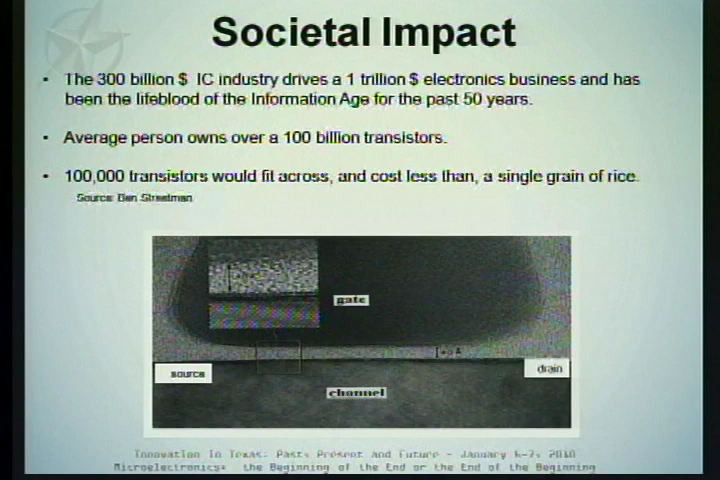 Societal Impact
• The 300 billion $ IC industry drives a 1 trillion $ electronics business and has
been the lifeblood of the Information Age for the past 50 years.
• Average person owns over a 100 billion transistors.
• 100,000 transistors would fit across, and cost less than, a single grain of rice.
Source: Ben Streetman
gate
source
drain
channel
Innovation in Texas: Past, Present and Future - January 6-7, 2010
Microelectronics: the Beginning of the End or the End of the Beginning